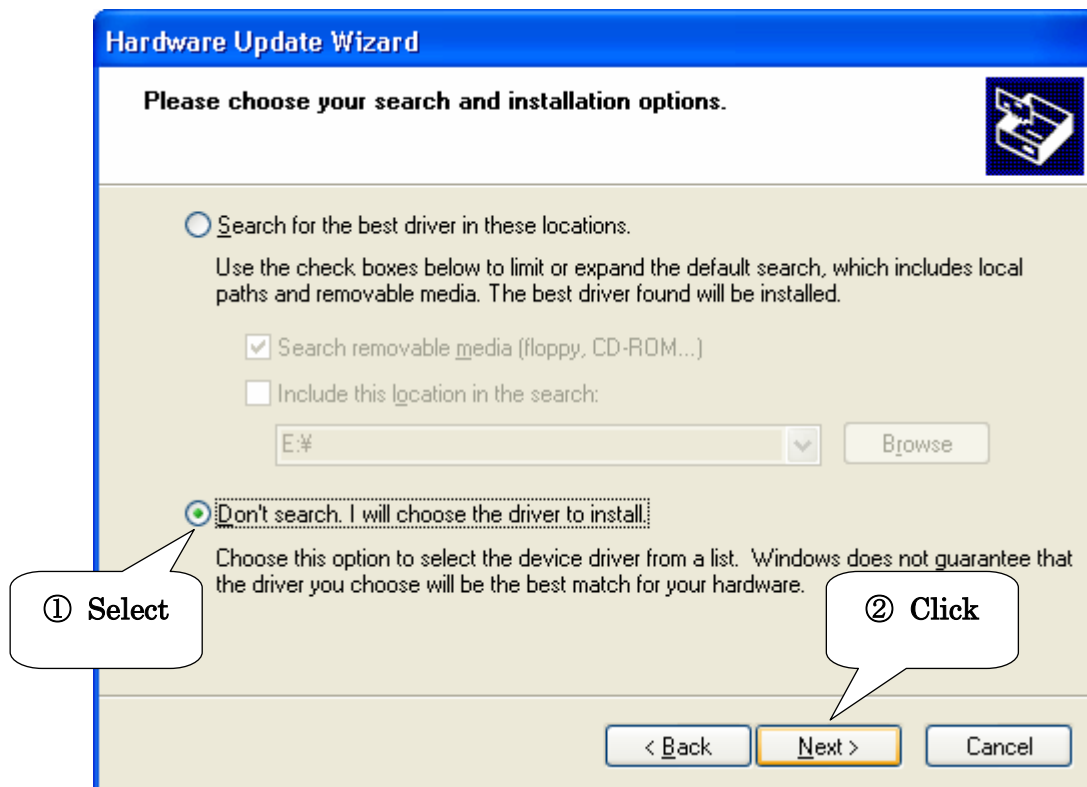 Hardware Update Wizard
Please choose your search and installation options.
Search for the best driver in these locations.
Use the check boxes below to limit or expand the default search, which includes local
paths and removable media. The best driver found will be installed.
Search removable media (floppy, CD-ROM...)
Include this location in the search:
E:¥
Browse
Don't search. I will choose the driver to install.
Choose this option to select the device driver from a list. Windows does not guarantee that
the driver you choose will be the best match for your hardware.
① Select
② Click
< Back
Next >
Cancel